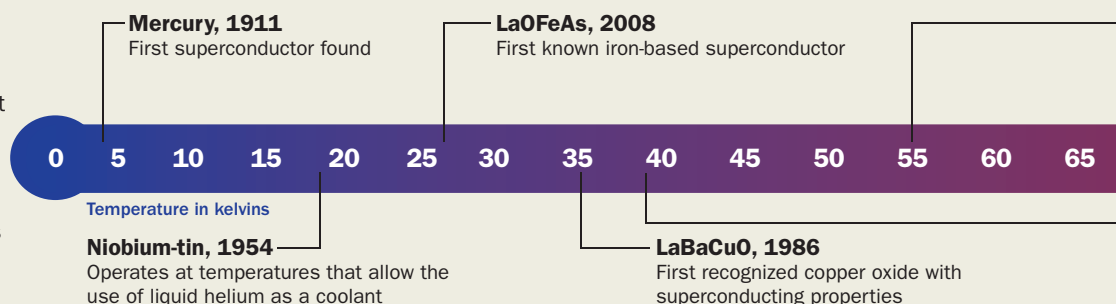 Mercury, 1911
First superconductor found
LaOFeAs, 2008
First known iron-based superconductor
t
0 5 10 15 20 25 30 35 40 45 50 55 60 65
Temperature in kelvins
Niobium-tin, 1954
Operates at temperatures that allow the
use of liquid helium as a coolant
LaBaCuO, 1986
First recognized copper oxide with
superconducting properties